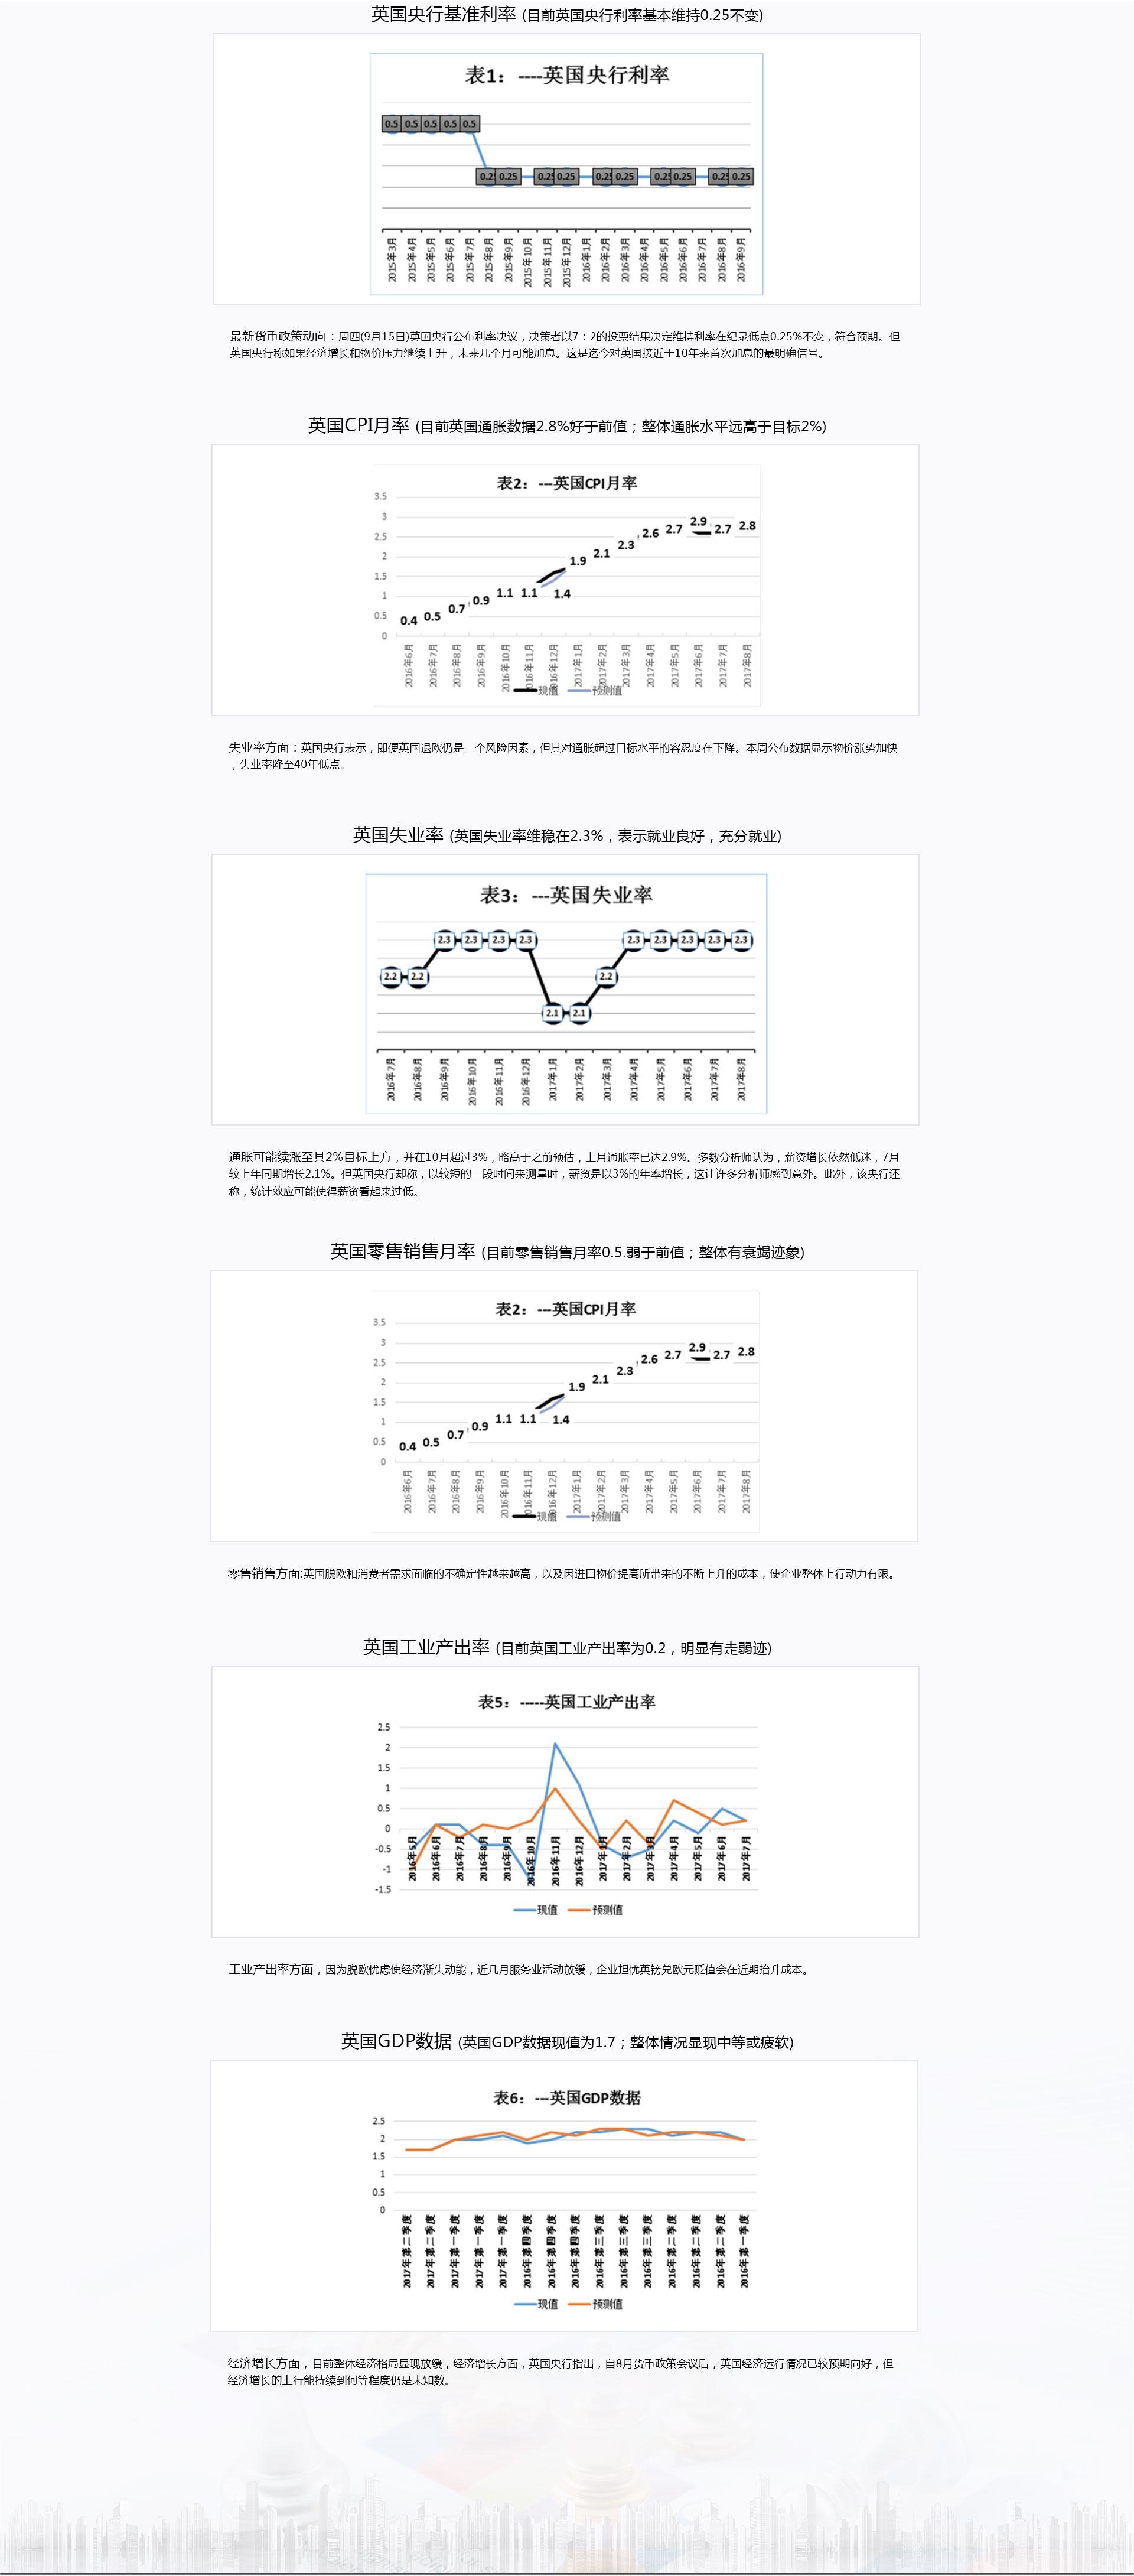 英国央行基准利率 (目前英国央行利率基本维持0.25不变)
表1：----英国央行利率
0.5 0.5 0.5 0.5 0.5
0.25 0.25 0.25 0.25 0.25 0.25 0.25 0.25 0.25 0.25
2015年3月 2015年4月 2015年5月 2015年6月 2015年7月 2015年8月 2015年9月 2015年10月 2015年11月 2015年12月 2016年1月 2016年2月 2016年3月 2016年4月 2016年5月 2016年6月 2016年7月 2016年8月 2016年9月
最新货币政策动向：周四(9月15日)英国央行公布利率决议，决策者以7：2的投票结果决定维持利率在纪录低点0.25%不变，符合预期。但
英国央行称如果经济增长和物价压力继续上升，未来几个月可能加息。这是迄今对英国接近于10年来首次加息的最明确信号。
英国CPI月率 (目前英国通胀数据2.8%好于前值；整体通胀水平远高于目标2%)
表2：---英国CPI月率
3.5
3
2.5
2
1.5
1
0.5
0
0.4 0.5 0.7 0.9 1.1 1.1 1.4 1.9 2.1 2.3 2.6 2.7 2.9 2.7 2.8
2016年6月 2016年7月 2016年8月 2016年9月 2016年10月 2016年11月 2016年12月 2017年1月 2017年2月 2017年3月 2017年4月 2017年5月 2017年6月 2017年7月 2017年8月
现值 预测值
失业率方面：英国央行表示，即便英国退欧仍是一个风险因素，但其对通胀超过目标水平的容忍度在下降。本周公布数据显示物价涨势加快
，失业率降至40年低点。
英国失业率 (英国失业率维稳在2.3%，表示就业良好，充分就业)
表3：---英国失业率
2.2 2.2 2.3 2.3 2.3 2.3 2.1 2.1 2.2 2.3 2.3 2.3 2.3 2.3
2016年7月 2016年8月 2016年9月 2016年10月 2016年11月 2016年12月 2017年1月 2017年2月 2017年3月 2017年4月 2017年5月 2017年6月 2017年7月 2017年8月
通胀可能续涨至其2%目标上方，并在10月超过3%，略高于之前预估，上月通胀率已达2.9%。多数分析师认为，薪资增长依然低迷，7月
较上年同期增长2.1%。但英国央行却称，以较短的一段时间来测量时，薪资是以3%的年率增长，这让许多分析师感到意外。此外，该央行还
称，统计效应可能使得薪资看起来过低。
英国零售销售月率 (目前零售销售月率0.5.弱于前值；整体有衰竭迹象)
表2：---英国CPI月率
3.5
3
2.5
2
1.5
1
0.5
0
0.4 0.5 0.7 0.9 1.1 1.1 1.4 1.9 2.1 2.3 2.6 2.7 2.9 2.7 2.8
2016年6月 2016年7月 2016年8月 2016年9月 2016年10月 2016年11月 2016年12月 2017年1月 2017年2月 2017年3月 2017年4月 2017年5月 2017年6月 2017年7月 2017年8月
现值 预测值
零售销售方面:英国脱欧和消费者需求面临的不确定性越来越高，以及因进口物价提高所带来的不断上升的成本，使企业整体上行动力有限。
英国工业产出率 (目前英国工业产出率为0.2，明显有走弱迹)
表5：-----英国工业产出率
2.5
2
1.5
1
0.5
0
-0.5
-1
-1.5
2016年5月 2016年6月 2016年7月 2016年8月 2016年9月 2016年10月 2016年11月 2016年12月 2017年1月 2017年2月 2017年3月 2017年4月 2017年5月 2017年6月 2017年7月
现值 预测值
工业产出率方面，因为脱欧忧虑使经济渐失动能，近几月服务业活动放缓，企业担忧英镑兑欧元贬值会在近期抬升成本。
英国GDP数据 (英国GDP数据现值为1.7；整体情况显现中等或疲软)
表6：---英国GDP数据
2.5
2
1.5
1
0.5
0
2017年第二季度 2017年第二季度 2017年第一季度 2017年第一季度 2017年第一季度 2016年第四季度 2016年第四季度 2016年第四季度 2016年第三季度 2016年第三季度 2016年第三季度 2016年第二季度 2016年第二季度 2016年第二季度 2016年第一季度
现值 预测值
经济增长方面，目前整体经济格局显现放缓，经济增长方面，英国央行指出，自8月货币政策会议后，英国经济运行情况已较预期向好，但
经济增长的上行能持续到何等程度仍是未知数。